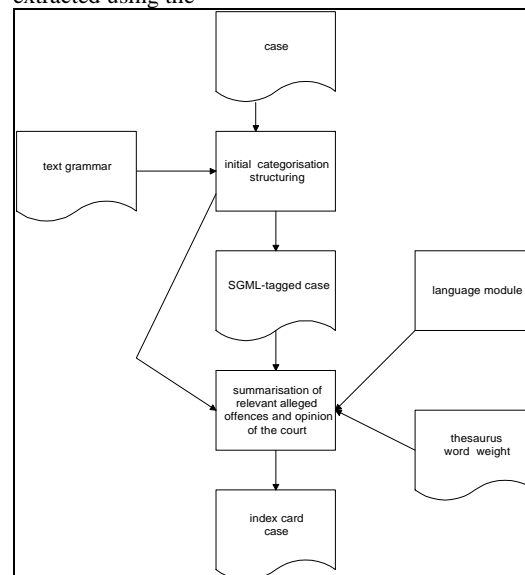 extracted using the
case
text grammar
initial categorisation
structuring
SGML-tagged case
language module
summarisation of
relevant alleged
offences and opinion
of the court
thesaurus
word weight
index card
case